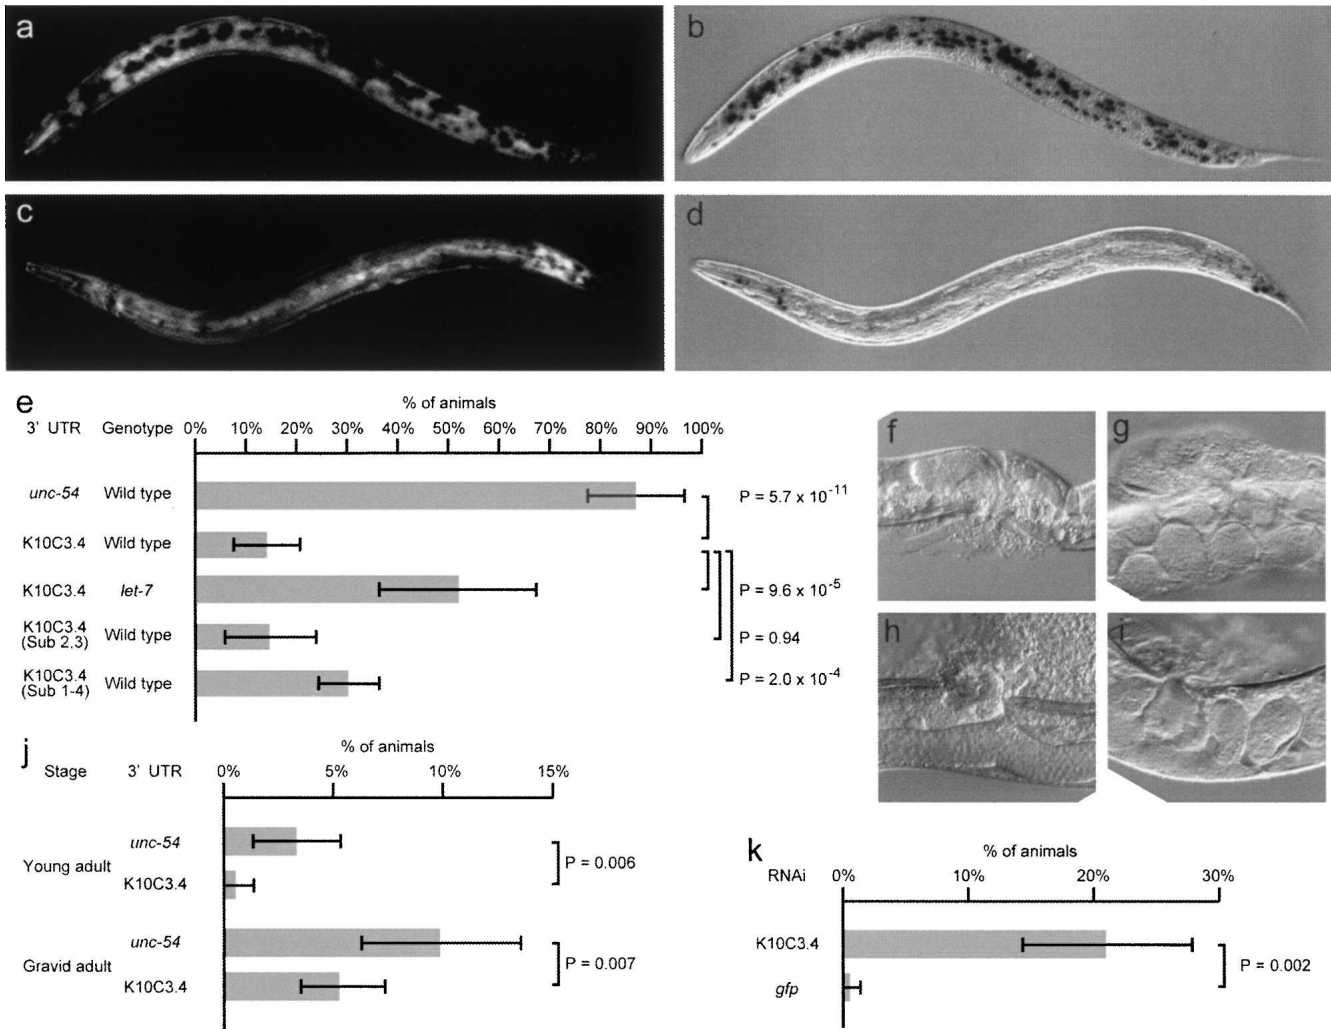 a
b
c
d
e
% of animals
3' UTR Genotype 0% 10% 20% 30% 40% 50% 60% 70% 80% 90% 100%
unc-54 Wild type P = 5.7 x 10⁻¹¹
K10C3.4 Wild type
K10C3.4 let-7 P = 9.6 x 10⁻⁵
K10C3.4
(Sub 2,3) Wild type P = 0.94
K10C3.4
(Sub 1-4) Wild type P = 2.0 x 10⁻⁴
f
g
h
i
j
% of animals
Stage 3' UTR 0% 5% 10% 15%
unc-54
Young adult P = 0.006
K10C3.4
unc-54
Gravid adult P = 0.007
K10C3.4
k
% of animals
RNAi 0% 10% 20% 30%
K10C3.4
P = 0.002
gfp